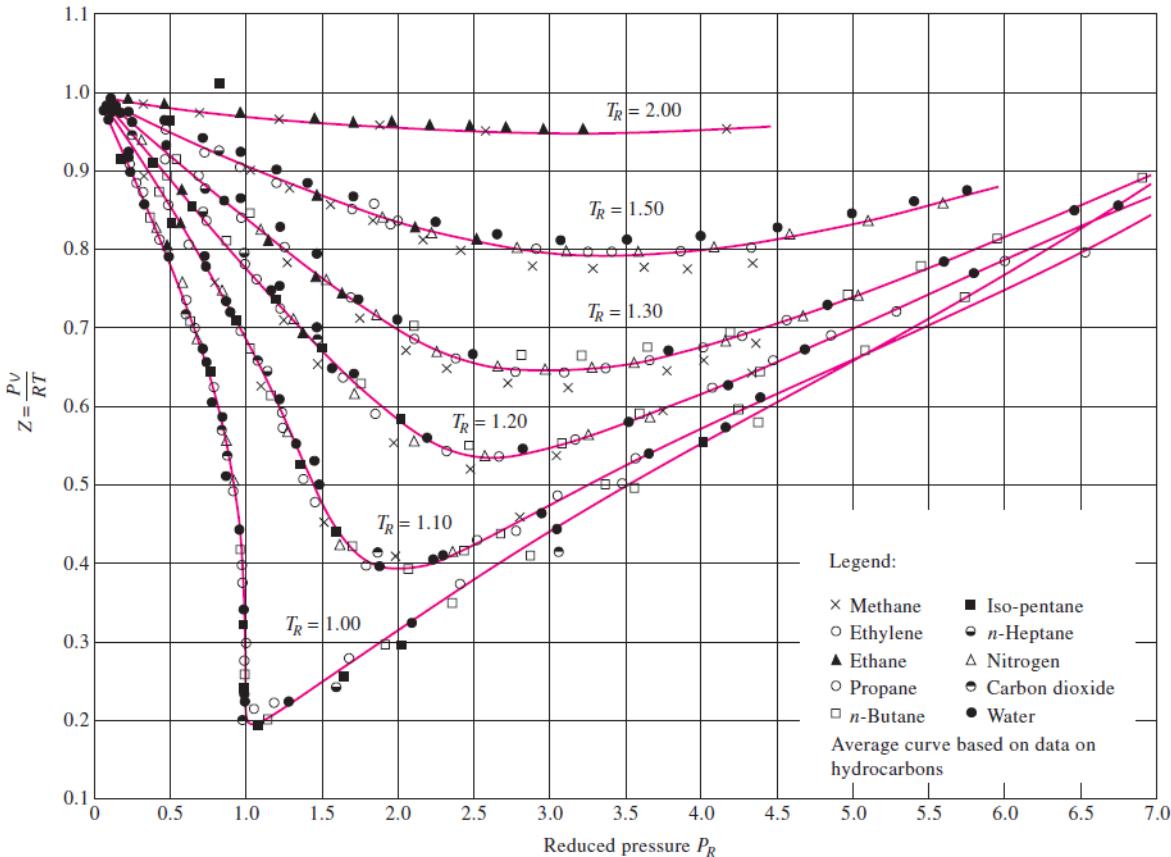 1.1
1.0
0.9
0.8
0.7
0.6
0.5
0.4
0.3
0.2
0.1
Z = Pv / RT
T_R = 2.00
T_R = 1.50
T_R = 1.30
T_R = 1.20
T_R = 1.10
T_R = 1.00
Legend:
× Methane
○ Ethylene
▲ Ethane
○ Propane
□ n-Butane
■ Iso-pentane
◒ n-Heptane
△ Nitrogen
◓ Carbon dioxide
● Water
Average curve based on data on
hydrocarbons
0 0.5 1.0 1.5 2.0 2.5 3.0 3.5 4.0 4.5 5.0 5.5 6.0 6.5 7.0
Reduced pressure P_R